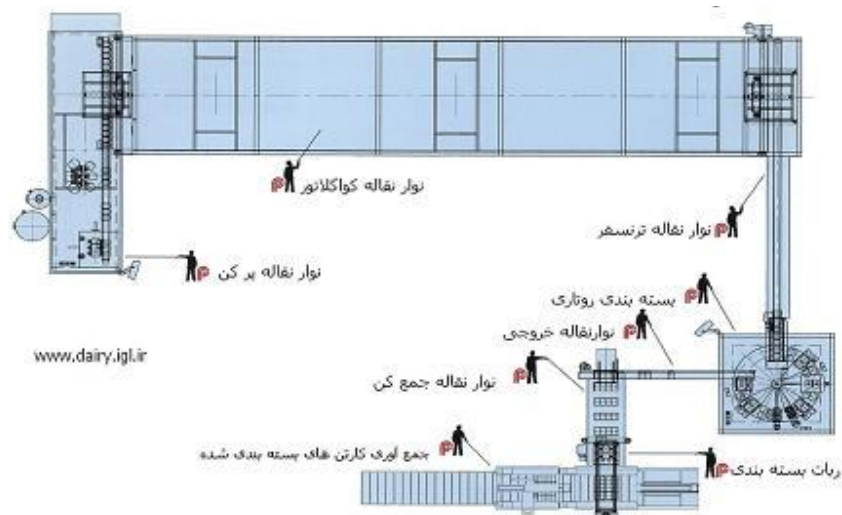 نوار نقاله کواگلاتور
نوار نقاله ترنسفر
نوار نقاله پر کن
بسته بندی روتاری
نوارنقاله خروجی
www.dairy.igl.ir
نوار نقاله جمع کن
جمع آوری کارتن های بسته بندی شده
ربات بسته بندی